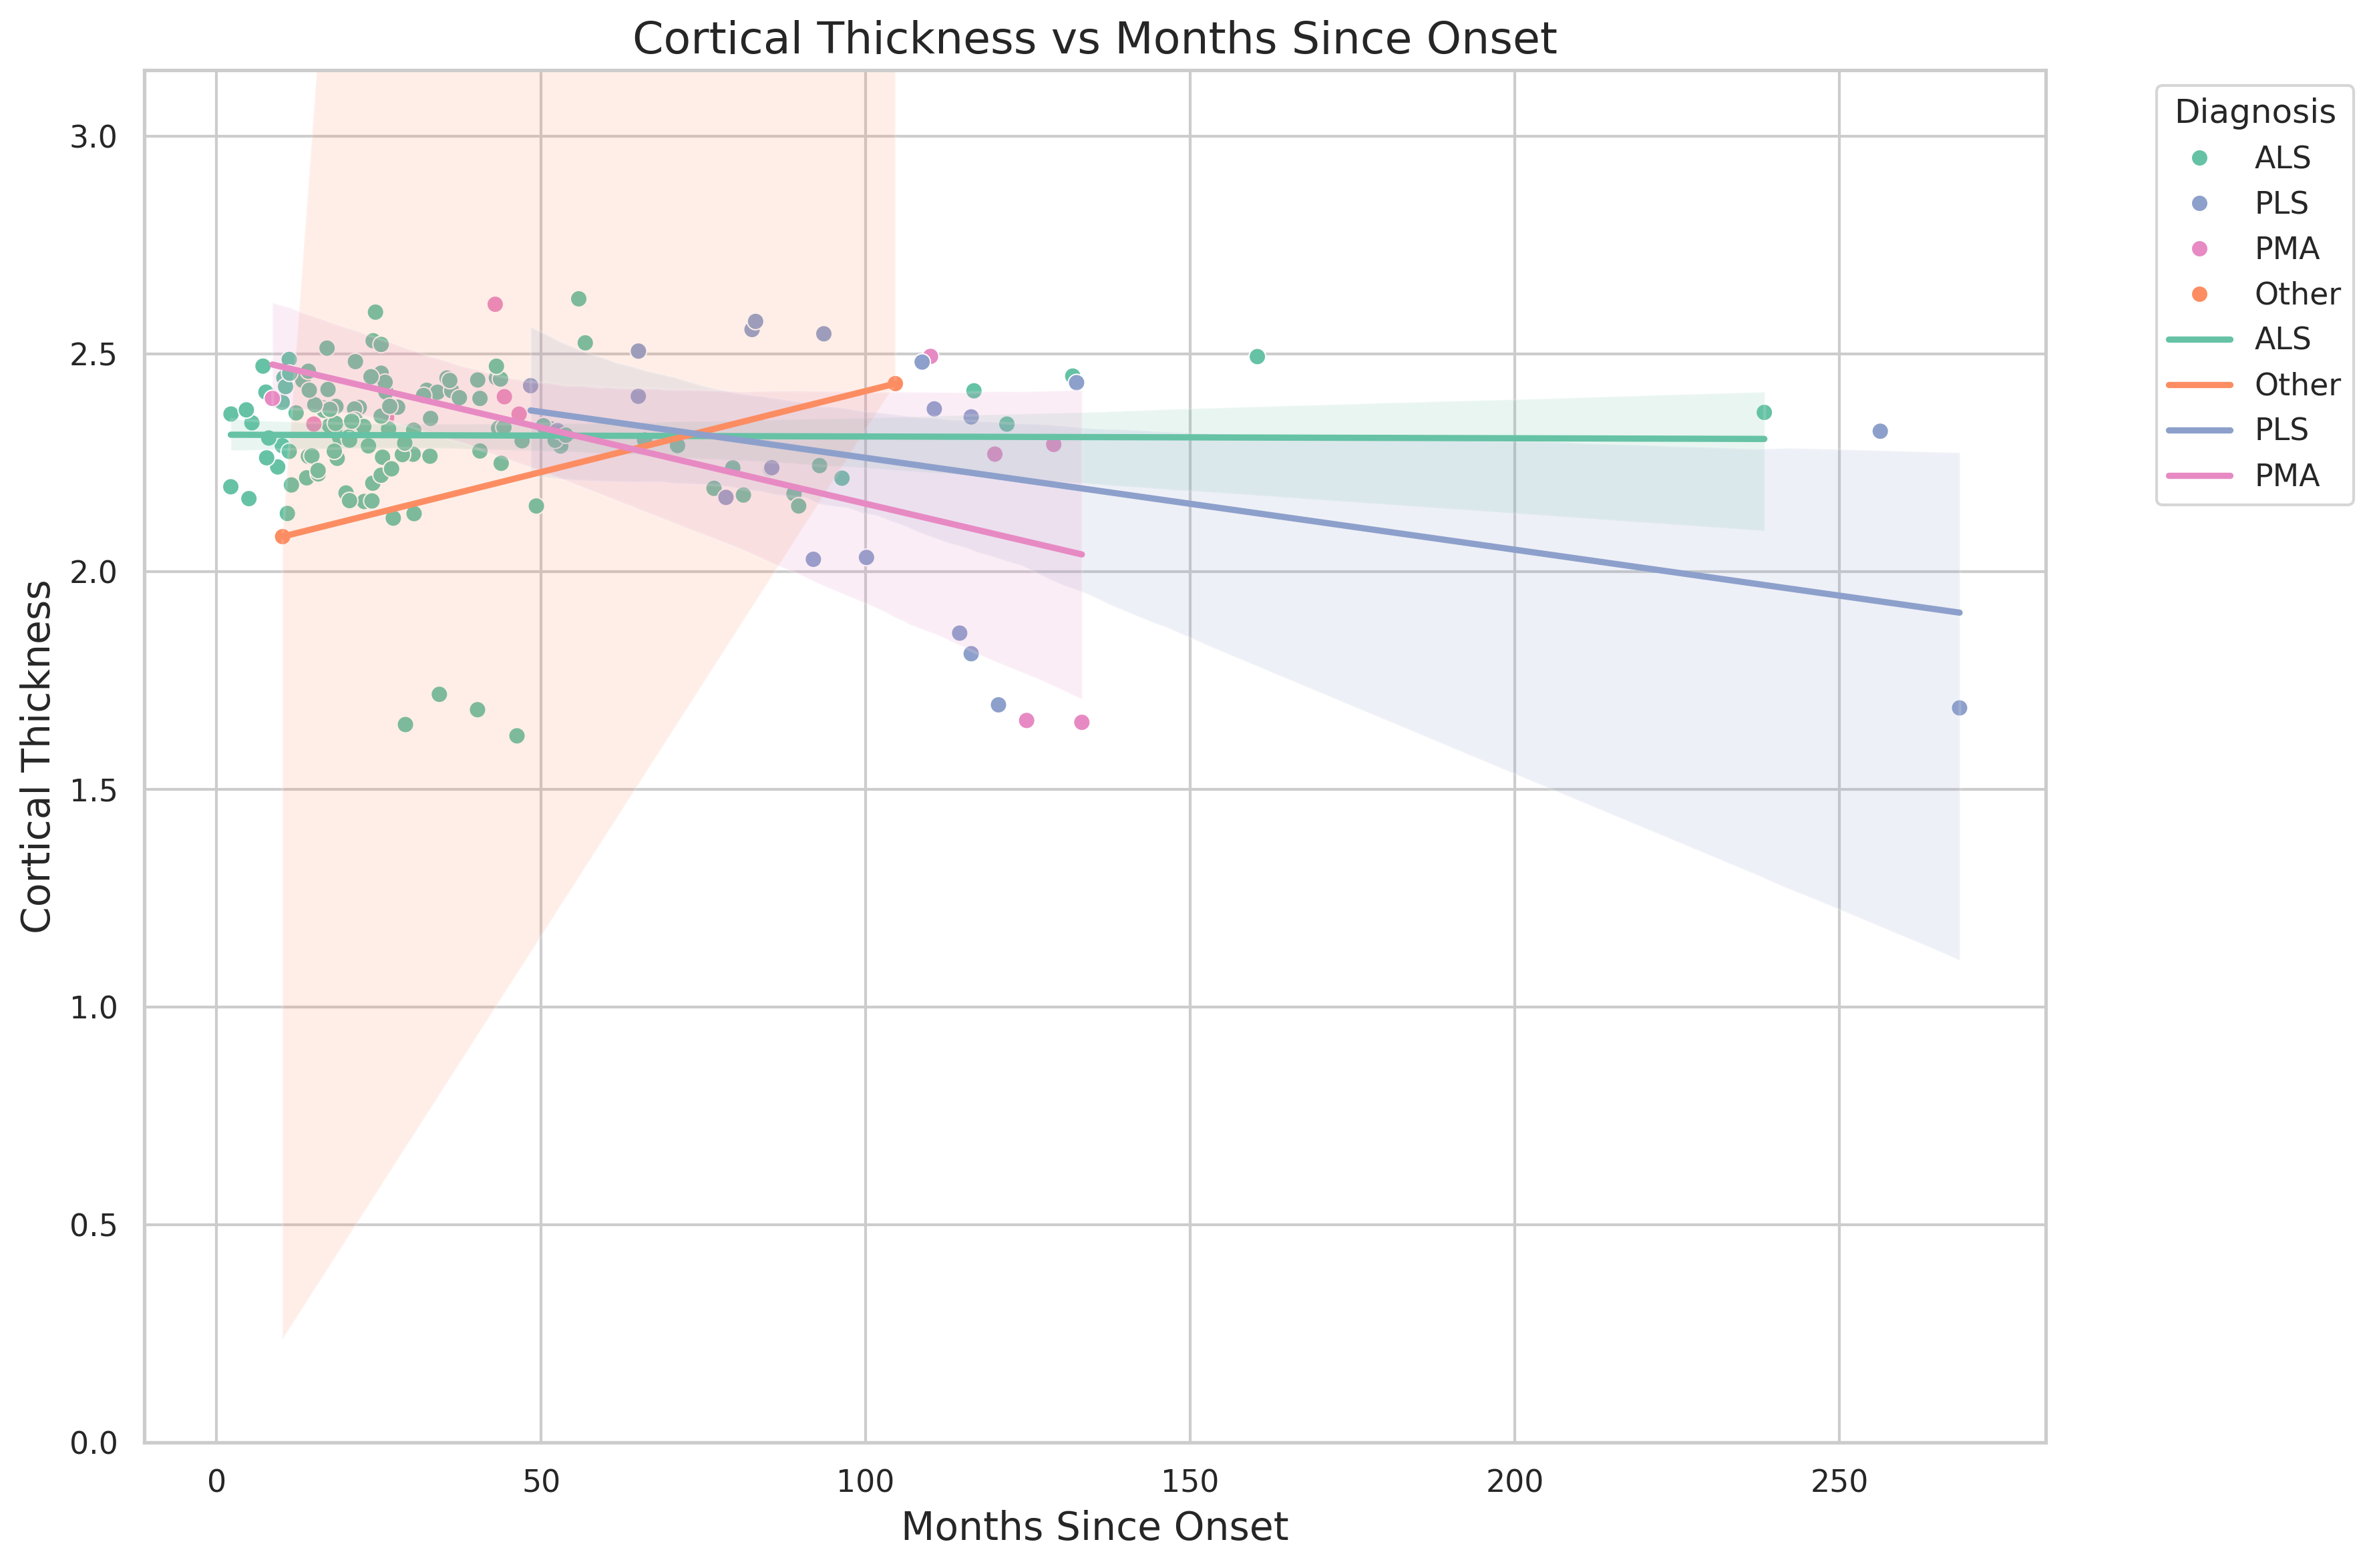 Cortical Thickness vs Months Since Onset
Cortical Thickness
3.0
2.5
2.0
1.5
1.0
0.5
0.0
0
50
100
150
200
250
Months Since Onset
Diagnosis
ALS
PLS
PMA
Other
ALS
Other
PLS
PMA